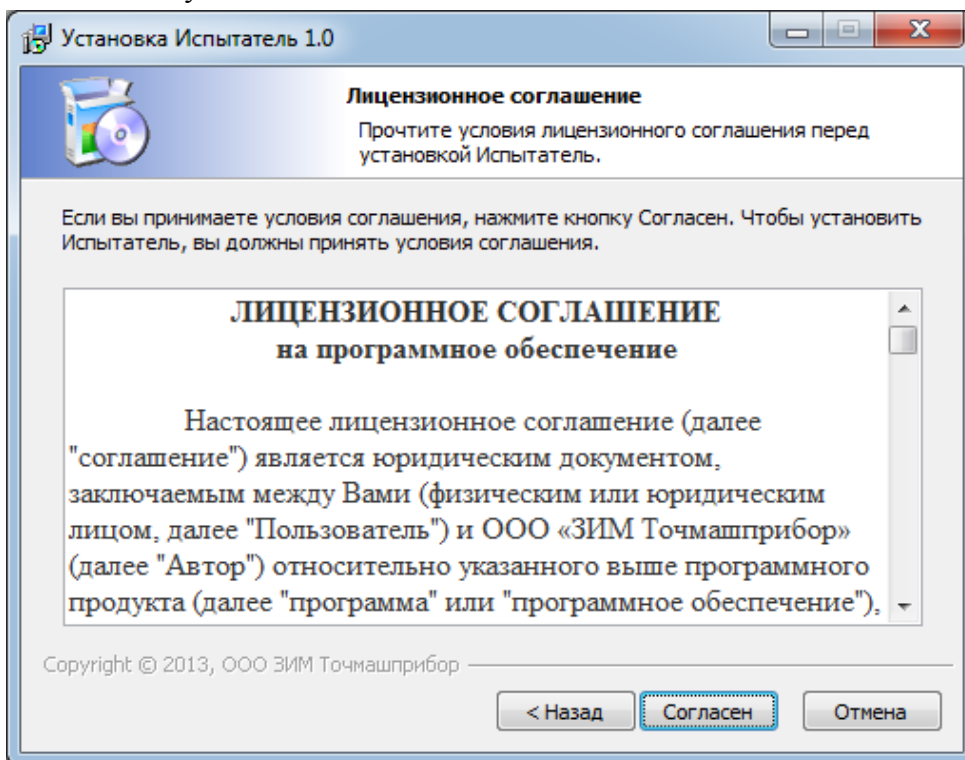 Установка Испытатель 1.0
Лицензионное соглашение
Прочтите условия лицензионного соглашения перед
установкой Испытатель.
Если вы принимаете условия соглашения, нажмите кнопку Согласен. Чтобы установить
Испытатель, вы должны принять условия соглашения.
ЛИЦЕНЗИОННОЕ СОГЛАШЕНИЕ
на программное обеспечение
Настоящее лицензионное соглашение (далее
"соглашение") является юридическим документом,
заключаемым между Вами (физическим или юридическим
лицом, далее "Пользователь") и ООО «ЗИМ Точмашприбор»
(далее "Автор") относительно указанного выше программного
продукта (далее "программа" или "программное обеспечение"),
Copyright © 2013, ООО ЗИМ Точмашприбор
< Назад
Согласен
Отмена